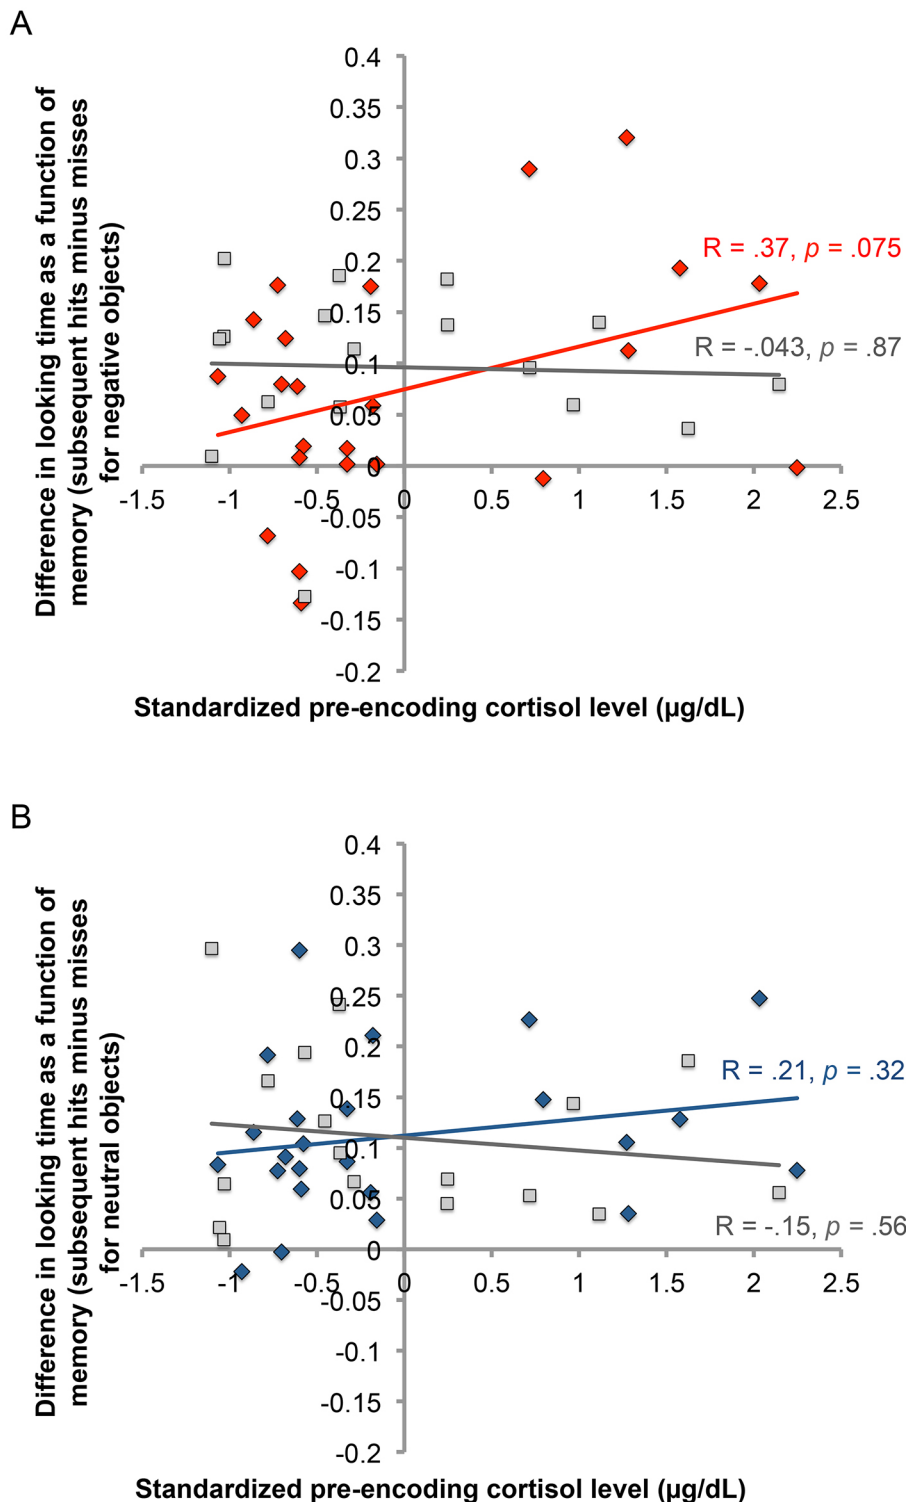 A
Difference in looking time as a function of
memory (subsequent hits minus misses
for negative objects)
0.4
0.35
0.3
0.25
0.2
0.15
0.1
0.05
0
-0.05
-0.1
-0.15
-0.2
-1.5 -1 -0.5 0 0.5 1 1.5 2 2.5
R = .37, p = .075
R = -.043, p = .87
Standardized pre-encoding cortisol level (µg/dL)
B
Difference in looking time as a function of
memory (subsequent hits minus misses
for neutral objects)
0.4
0.35
0.3
0.25
0.2
0.15
0.1
0.05
0
-0.05
-0.1
-0.15
-0.2
-1.5 -1 -0.5 0 0.5 1 1.5 2 2.5
R = .21, p = .32
R = -.15, p = .56
Standardized pre-encoding cortisol level (µg/dL)